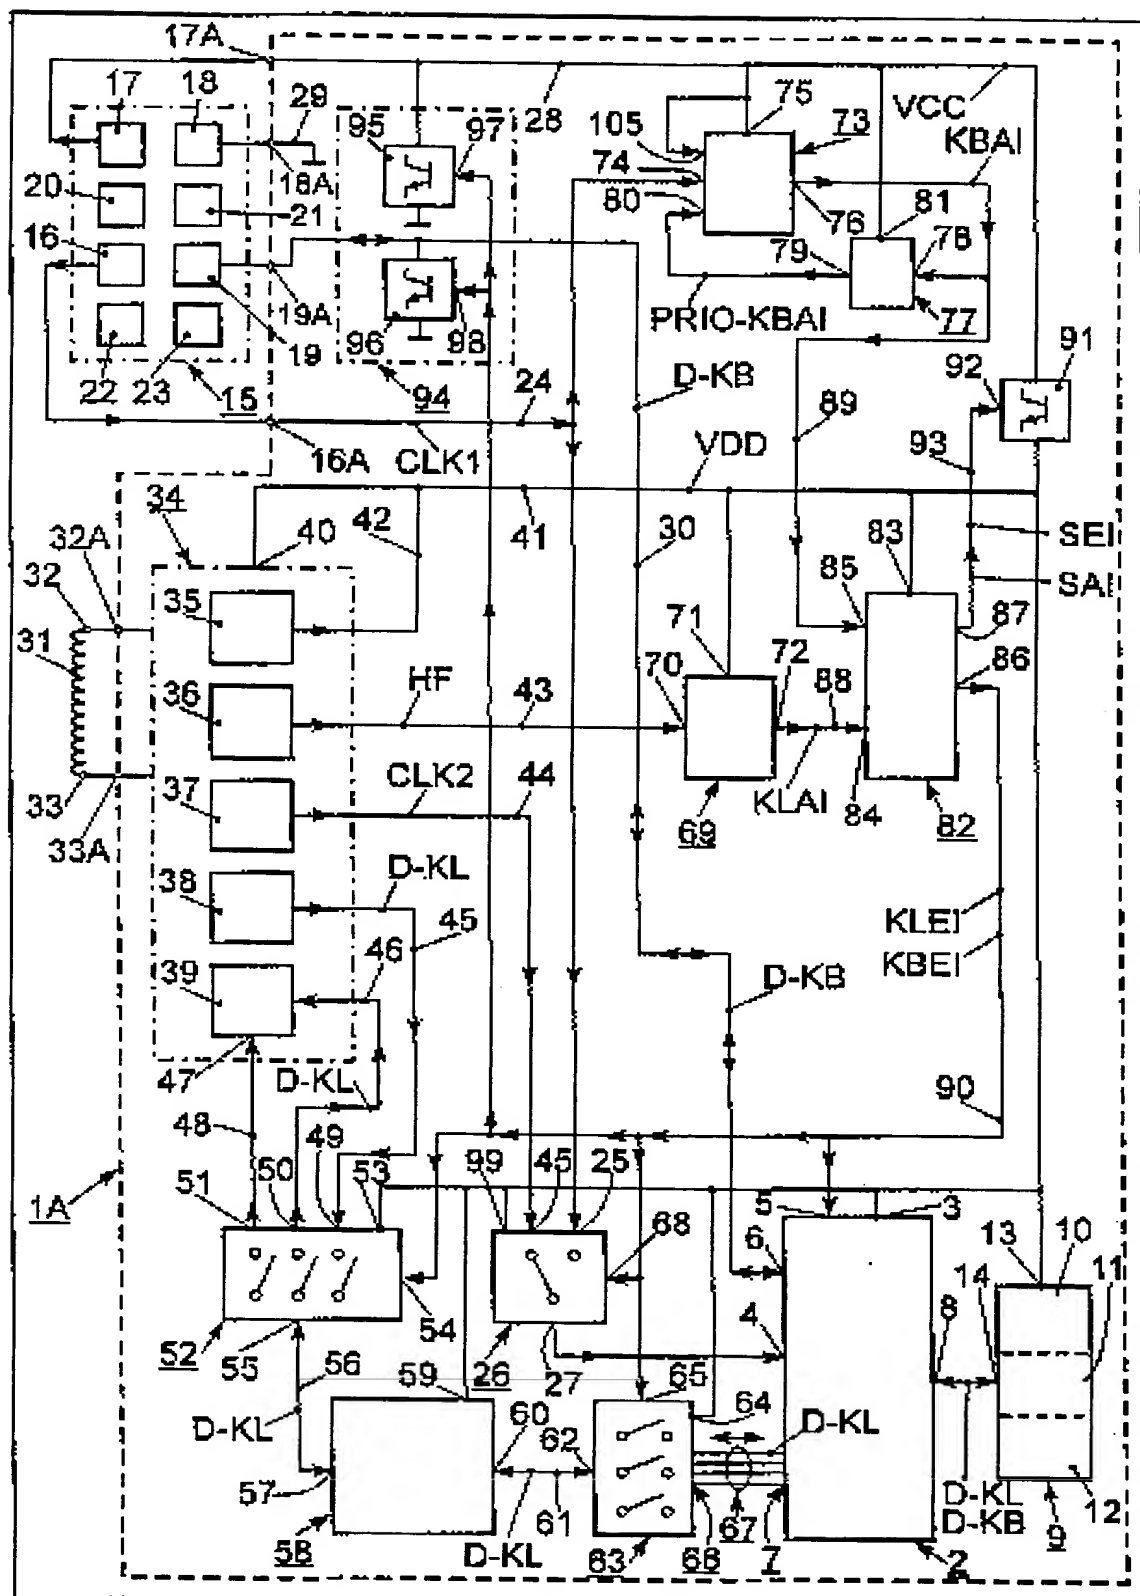 17A
17 18 29 28 75 VCC
95 97 105 73 KBAI
74
20 18A 80 81
21 76
16 79 78
19A PRIO-KBAI 77 91
96 98
22 23 15 19 94 D-KB 92
24 89
16A CLK1 VDD 93
34 40 42 41 30 83 SEI
32A
32 85 SAI
35 71 87
31 70 72 88 86
36 HF 43
37 CLK2 44 KLAI 84
33 69 82
33A
38 D-KL
45 KLEI
46 KBEI
39 D-KB
47 D-KL 90
48 49
50 53 99 45 25 5 3
51
1A 6 68 13 10 11
14
54 4 8
52 55 26 27
56 59 65 64
D-KL 60 62 D-KL
57 D-KL
D-KB 12
58 D-KL 61 63 66 67 7 2 9